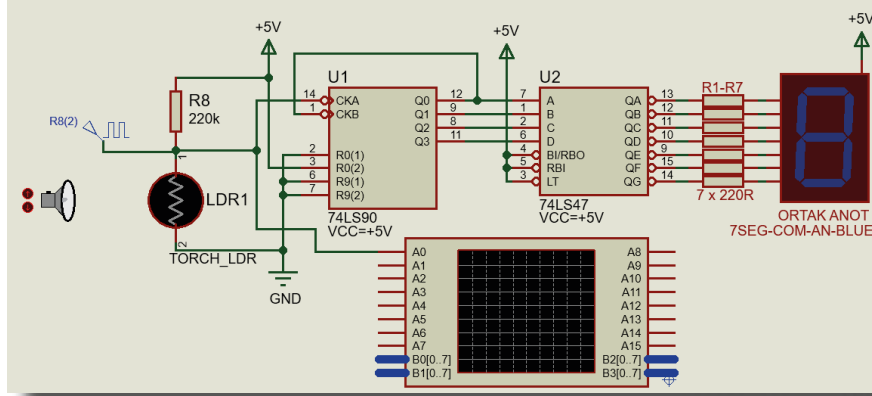 +5V
+5V
+5V
R8
220k
R8(2)
1
LDR1
2
TORCH_LDR
GND
U1
14 CKA Q0 12
1 CKB Q1 9
Q2 8
Q3 11
2 R0(1)
3 R0(2)
6 R9(1)
7 R9(2)
74LS90
VCC=+5V
U2
7 A QA 13
1 B QB 12
2 C QC 11
6 D QD 10
4 BI/RBO QE 9
5 RBI QF 15
3 LT QG 14
74LS47
VCC=+5V
R1-R7
7 x 220R
ORTAK ANOT
7SEG-COM-AN-BLUE
A0 A8
A1 A9
A2 A10
A3 A11
A4 A12
A5 A13
A6 A14
A7 A15
B0[0..7] B2[0..7]
B1[0..7] B3[0..7]